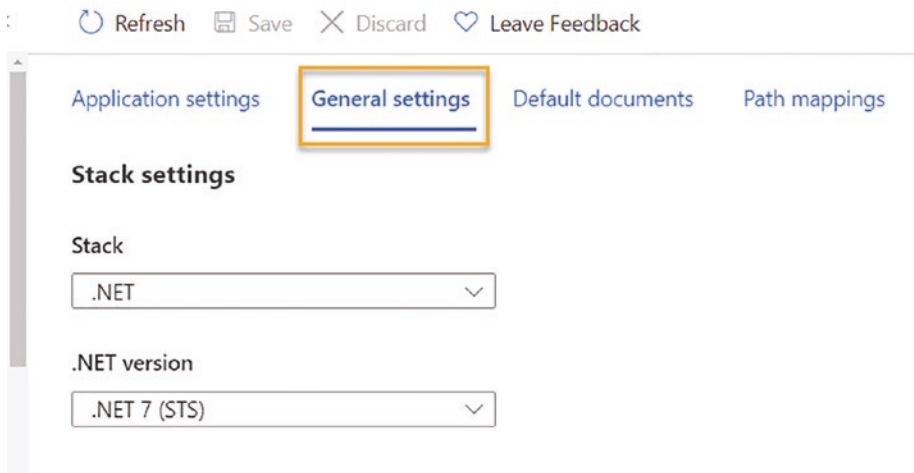 Refresh Save Discard Leave Feedback
Application settings General settings Default documents Path mappings
Stack settings
Stack
.NET
.NET version
.NET 7 (STS)